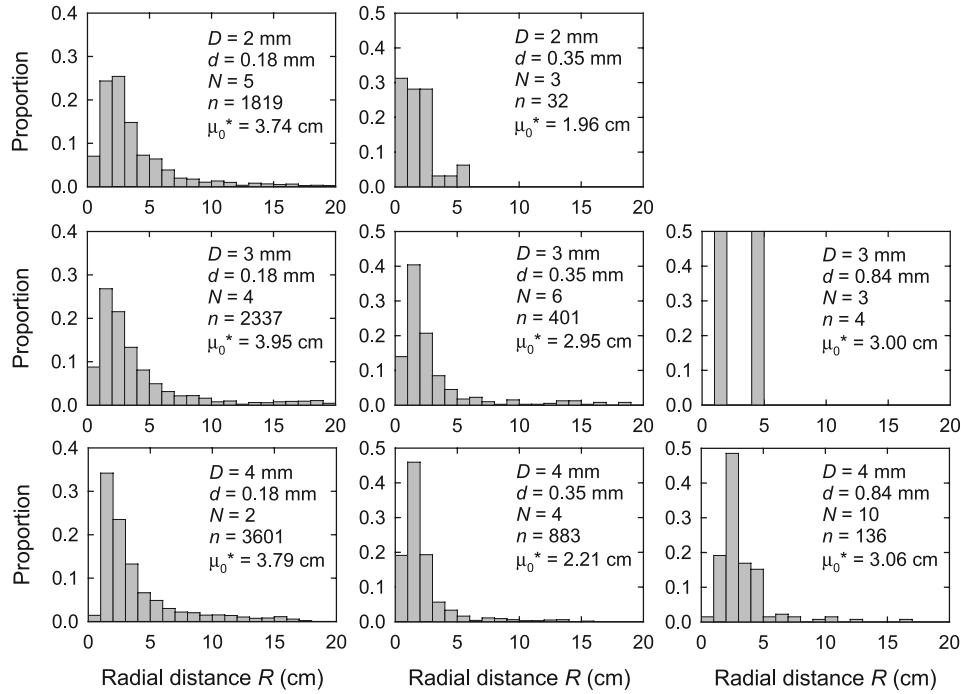 Proportion
0.4
0.3
0.2
0.1
0.0
0 5 10 15 20
D = 2 mm
d = 0.18 mm
N = 5
n = 1819
μ₀* = 3.74 cm
0.5
0.4
0.3
0.2
0.1
0.0
0 5 10 15 20
D = 2 mm
d = 0.35 mm
N = 3
n = 32
μ₀* = 1.96 cm
Proportion
0.4
0.3
0.2
0.1
0.0
0 5 10 15 20
D = 3 mm
d = 0.18 mm
N = 4
n = 2337
μ₀* = 3.95 cm
0.5
0.4
0.3
0.2
0.1
0.0
0 5 10 15 20
D = 3 mm
d = 0.35 mm
N = 6
n = 401
μ₀* = 2.95 cm
0.5
0.4
0.3
0.2
0.1
0.0
0 5 10 15 20
D = 3 mm
d = 0.84 mm
N = 3
n = 4
μ₀* = 3.00 cm
Proportion
0.4
0.3
0.2
0.1
0.0
0 5 10 15 20
D = 4 mm
d = 0.18 mm
N = 2
n = 3601
μ₀* = 3.79 cm
Radial distance R (cm)
0.5
0.4
0.3
0.2
0.1
0.0
0 5 10 15 20
D = 4 mm
d = 0.35 mm
N = 4
n = 883
μ₀* = 2.21 cm
Radial distance R (cm)
0.5
0.4
0.3
0.2
0.1
0.0
0 5 10 15 20
D = 4 mm
d = 0.84 mm
N = 10
n = 136
μ₀* = 3.06 cm
Radial distance R (cm)